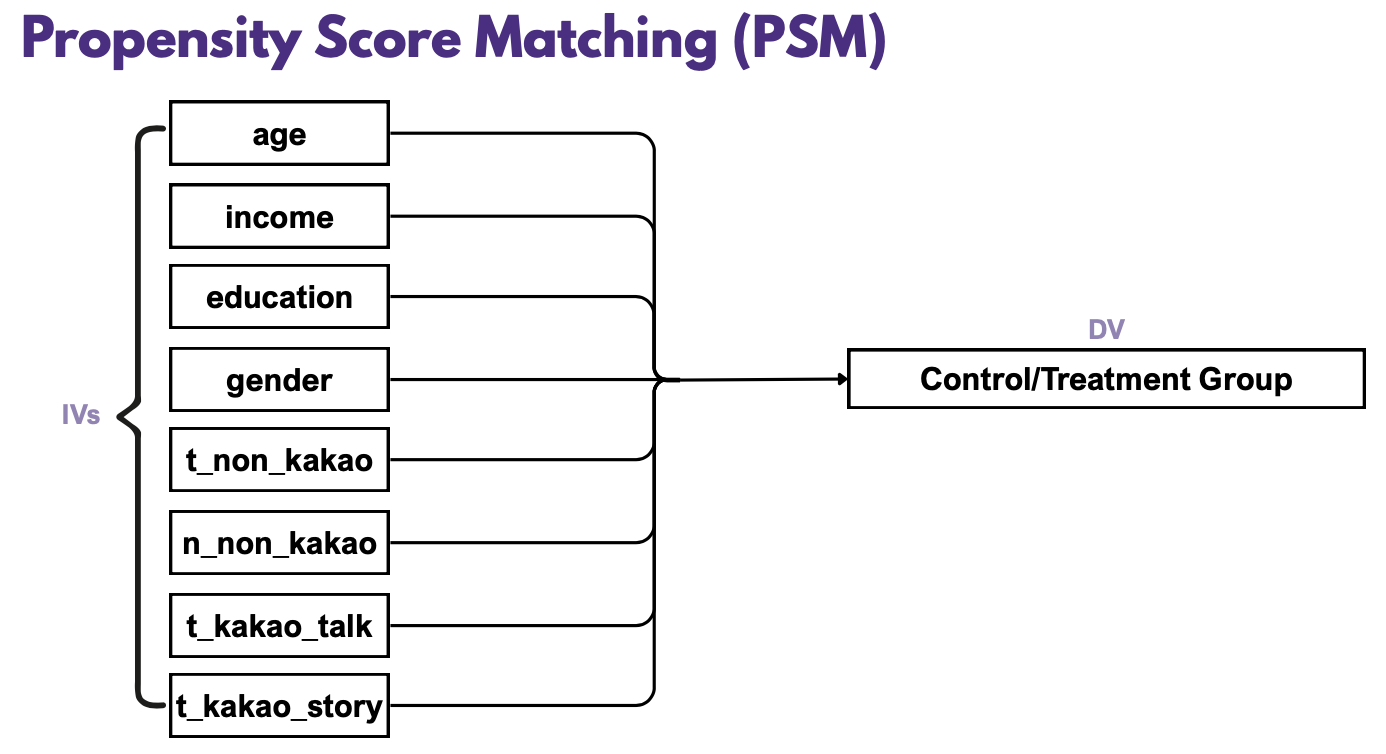 Propensity Score Matching (PSM)
age
income
education
gender
t_non_kakao
n_non_kakao
t_kakao_talk
t_kakao_story
IVs
DV
Control/Treatment Group